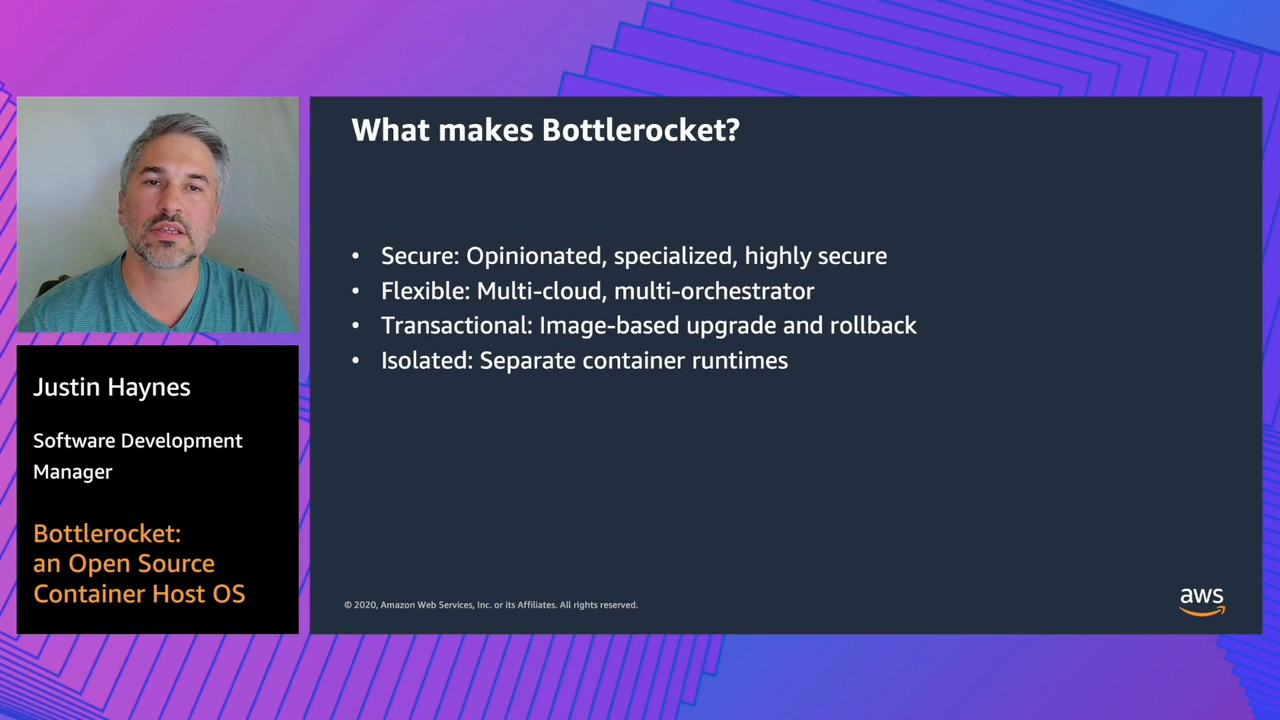 What makes Bottlerocket?
• Secure: Opinionated, specialized, highly secure
• Flexible: Multi-cloud, multi-orchestrator
• Transactional: Image-based upgrade and rollback
• Isolated: Separate container runtimes
Justin Haynes
Software Development
Manager
Bottlerocket:
an Open Source
Container Host OS
© 2020, Amazon Web Services, Inc. or its Affiliates. All rights reserved.
aws